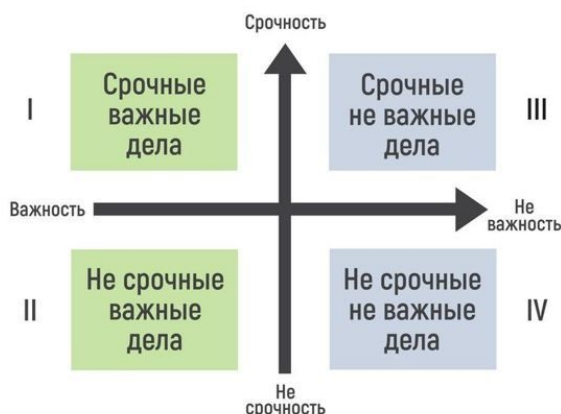 Срочность
I
Срочные
важные
дела
Срочные
не важные
дела
III
Важность
Не
важность
II
Не срочные
важные
дела
Не срочные
не важные
дела
IV
Не
срочность